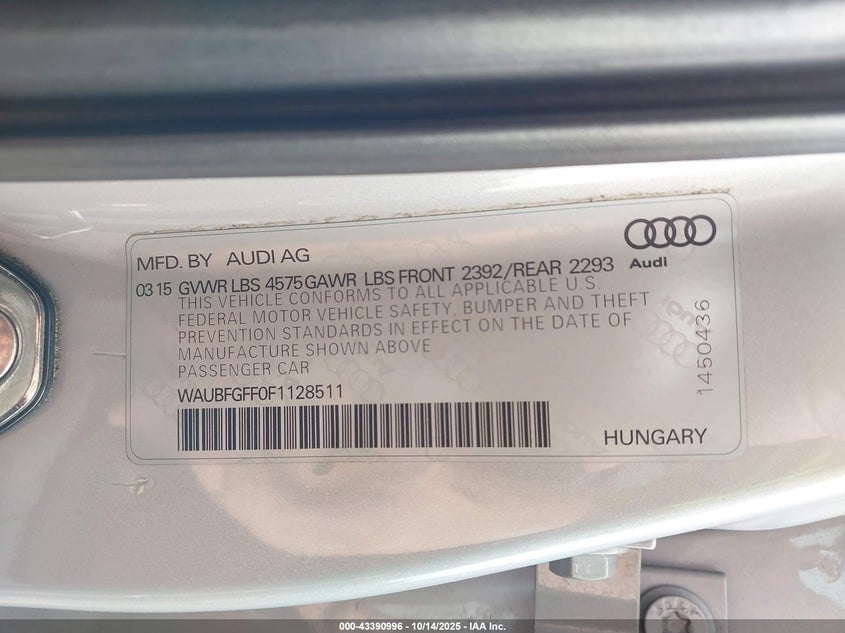 MFD. BY AUDI AG
Audi
03 15 GVWR LBS 4575 GAWR LBS FRONT 2392/REAR 2293
THIS VEHICLE CONFORMS TO ALL APPLICABLE U.S.
FEDERAL MOTOR VEHICLE SAFETY, BUMPER AND THEFT
PREVENTION STANDARDS IN EFFECT ON THE DATE OF
MANUFACTURE SHOWN ABOVE
PASSENGER CAR
WAUBFGFF0F1128511
HUNGARY
1450436
000-43390996 - 10/14/2025 - IAA Inc.